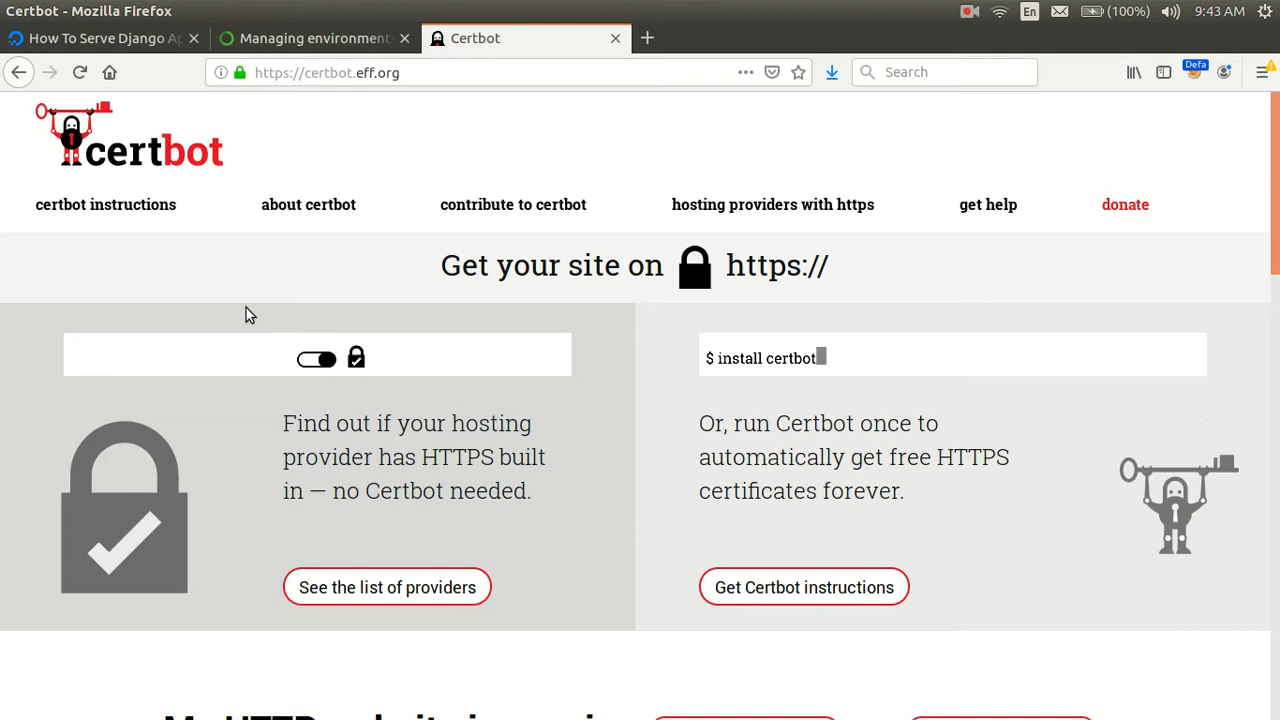 Certbot - Mozilla Firefox
En
(100%)
9:43 AM
How To Serve Django Ap
Managing environment
Certbot
https://certbot.eff.org
Search
Defa
certbot
certbot instructions
about certbot
contribute to certbot
hosting providers with https
get help
donate
Get your site on https://
$ install certbot
Find out if your hosting
provider has HTTPS built
in — no Certbot needed.
See the list of providers
Or, run Certbot once to
automatically get free HTTPS
certificates forever.
Get Certbot instructions